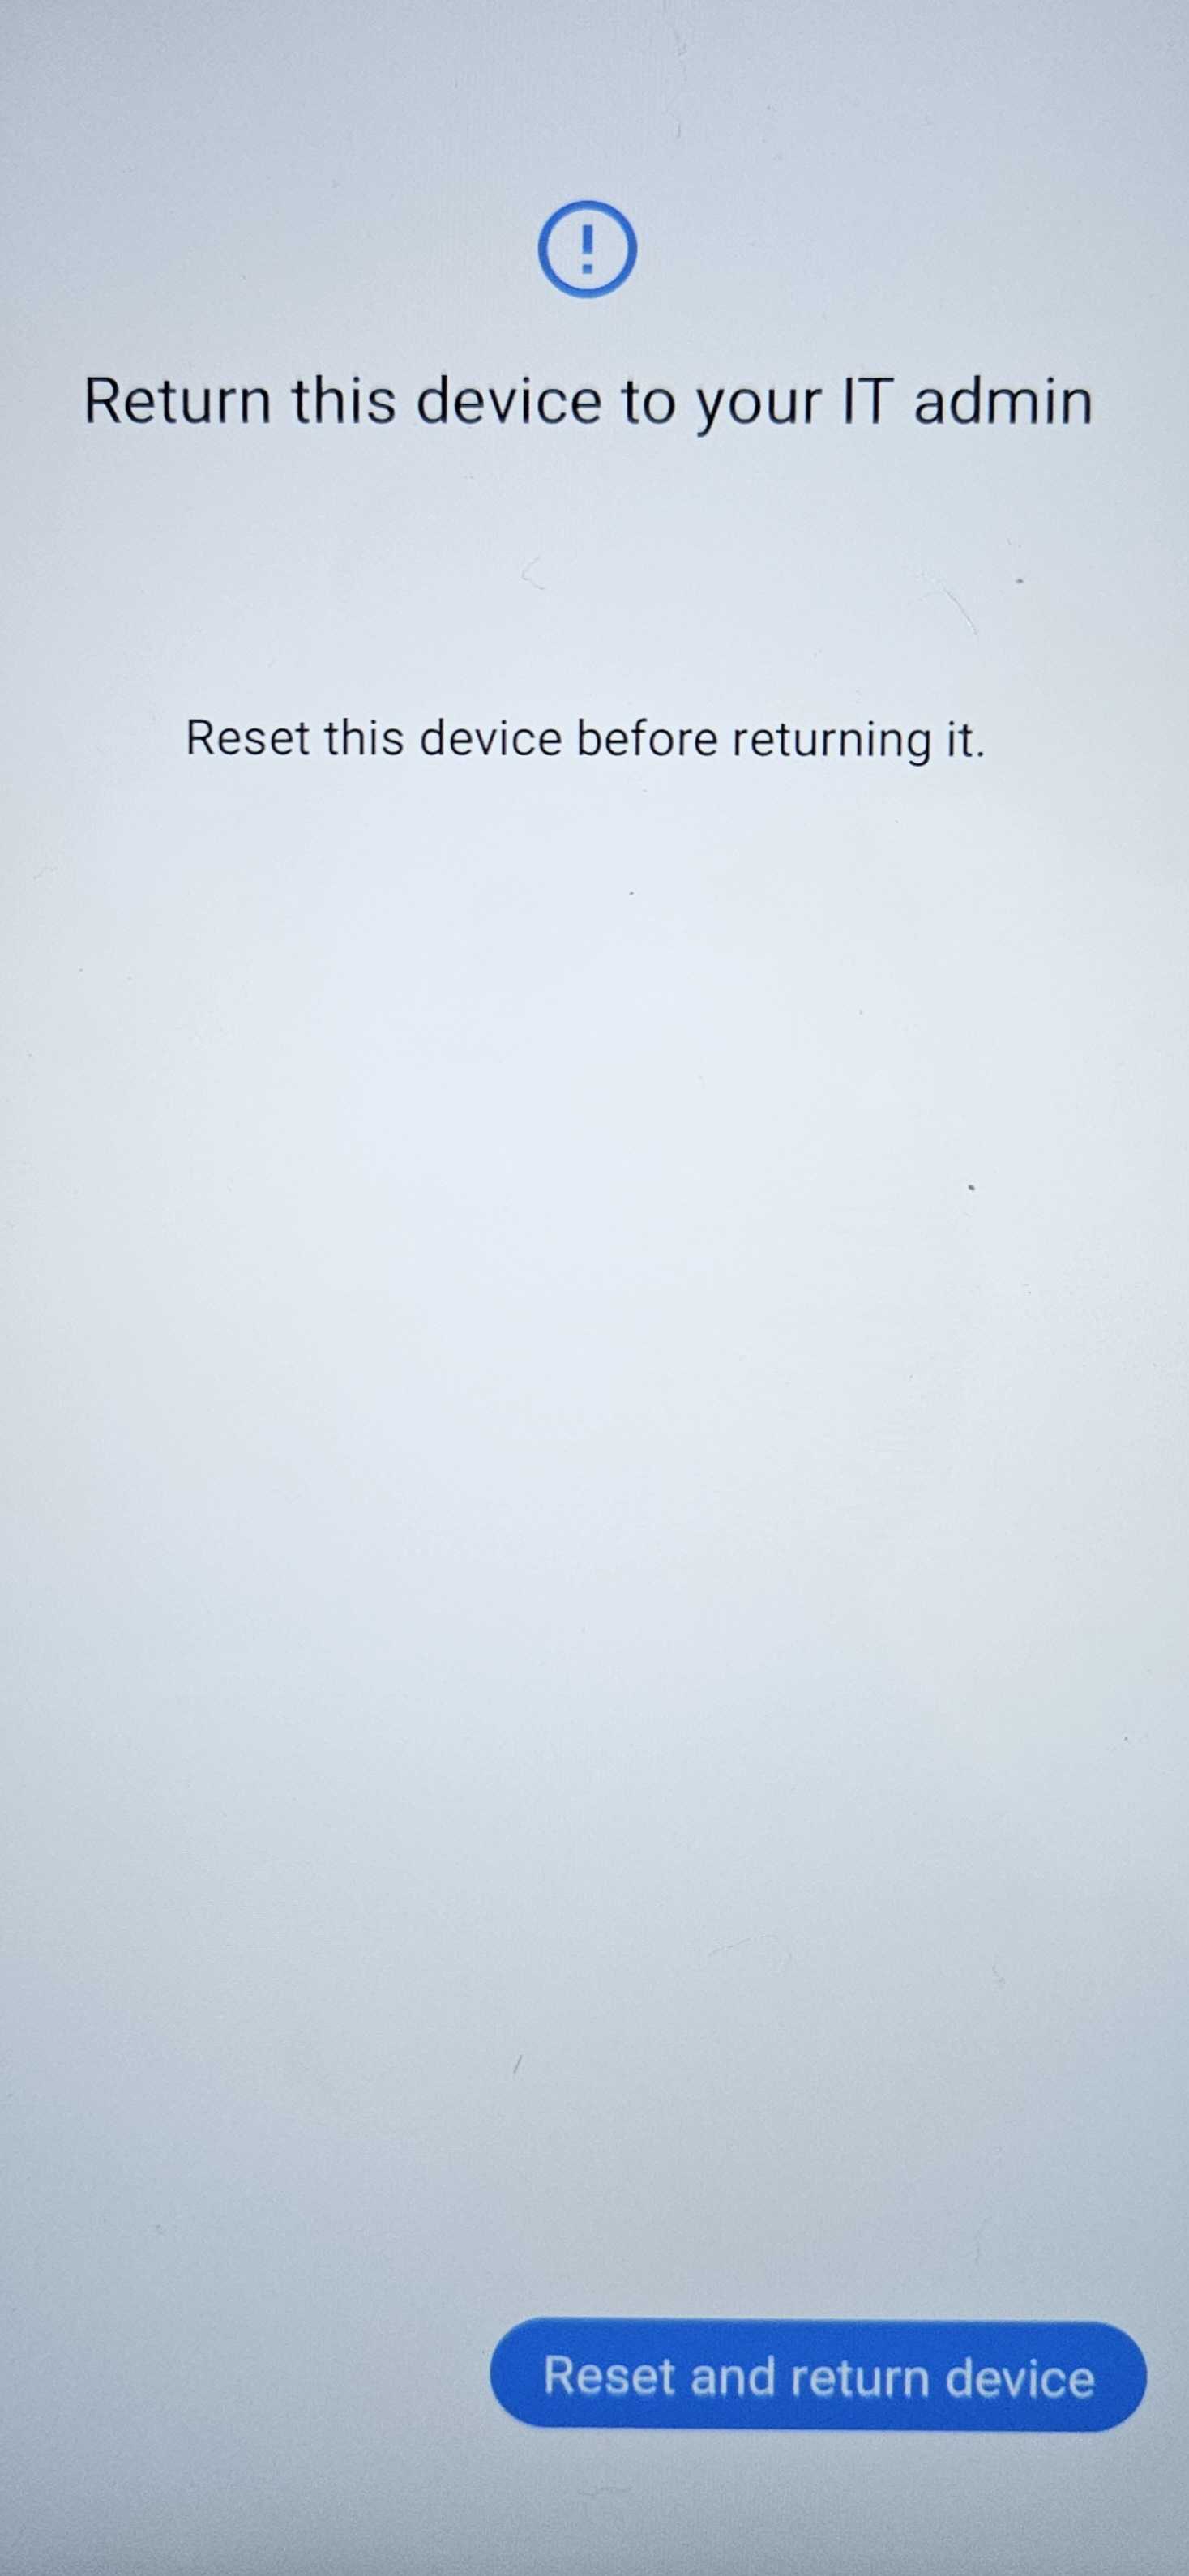 Return this device to your IT admin
Reset this device before returning it.
Reset and return device